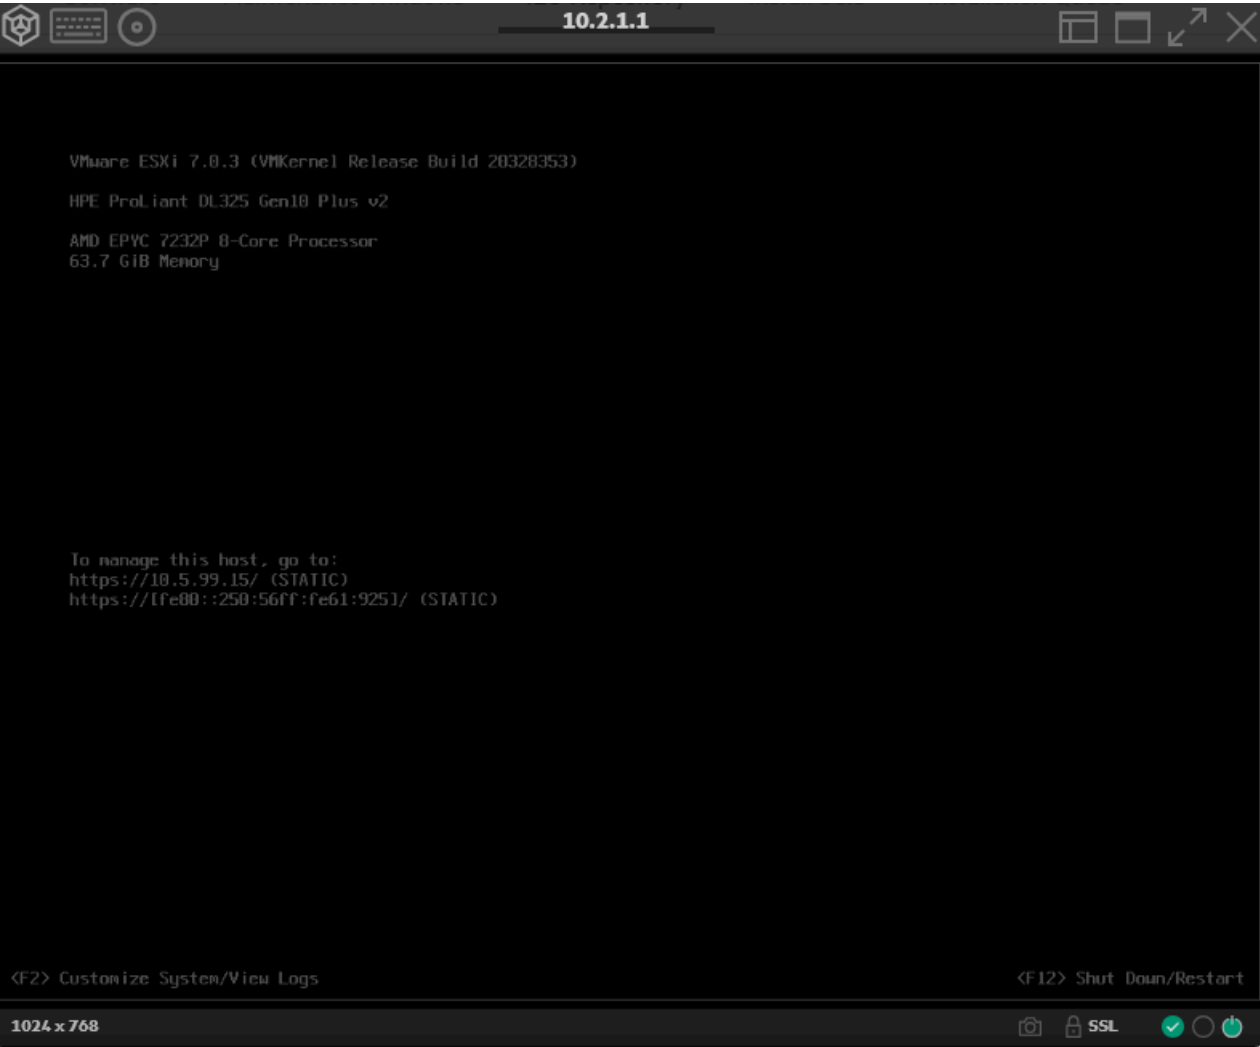 10.2.1.1
VMware ESXi 7.0.3 (VMKernel Release Build 20328353)
HPE ProLiant DL325 Gen10 Plus v2
AMD EPYC 7232P 8-Core Processor
63.7 GiB Memory
To manage this host, go to:
https://10.5.99.15/ (STATIC)
https://[fe80::250:56ff:fe61:925]/ (STATIC)
<F2> Customize System/View Logs
<F12> Shut Down/Restart
1024 x 768
SSL